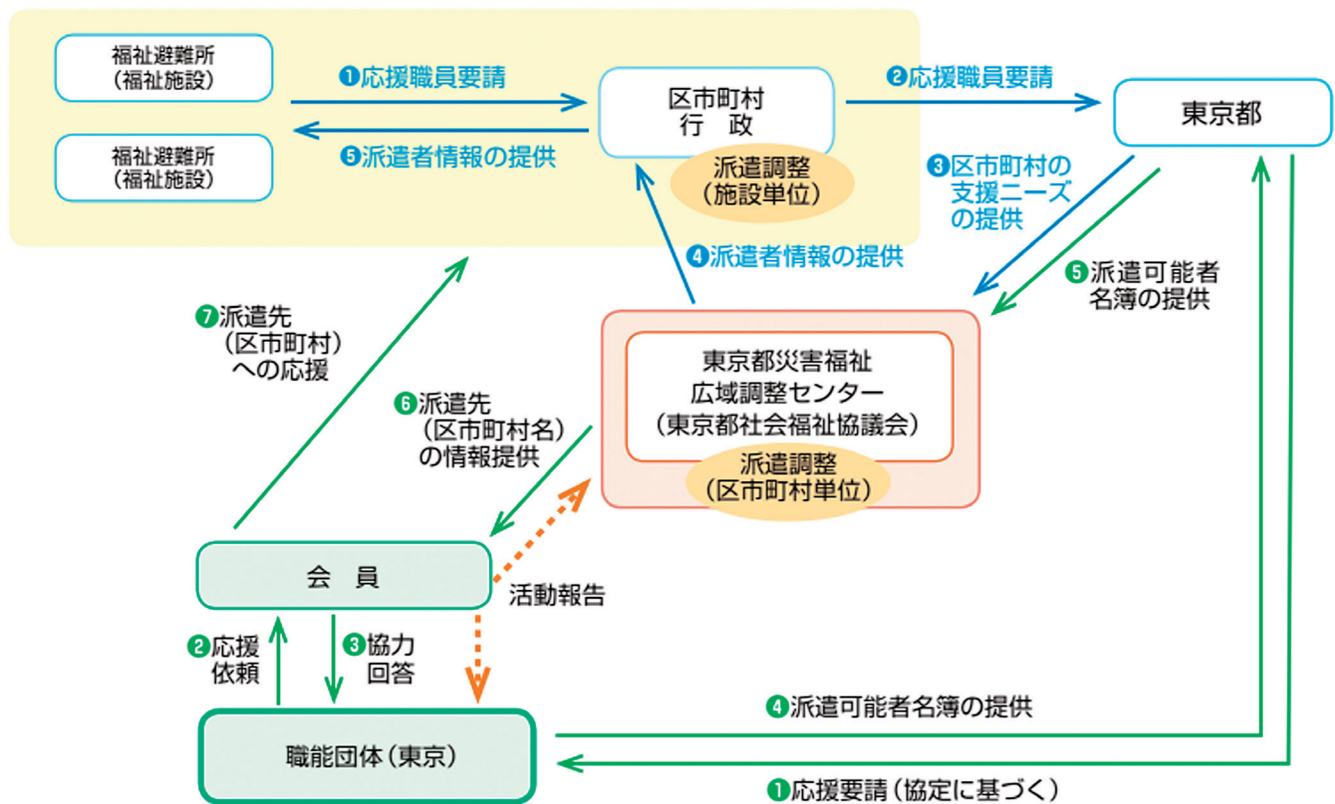 福祉避難所
(福祉施設)
福祉避難所
(福祉施設)
❶応援職員要請
❺派遣者情報の提供
区市町村
行　政
派遣調整
(施設単位)
❷応援職員要請
東京都
❸区市町村の
支援ニーズ
の提供
❹派遣者情報の提供
❺派遣可能者
名簿の提供
❼派遣先
(区市町村)
への応援
❻派遣先
(区市町村名)
の情報提供
東京都災害福祉
広域調整センター
(東京都社会福祉協議会)
派遣調整
(区市町村単位)
会　員
活動報告
❷応援
依頼
❸協力
回答
職能団体(東京)
❹派遣可能者名簿の提供
❶応援要請(協定に基づく)